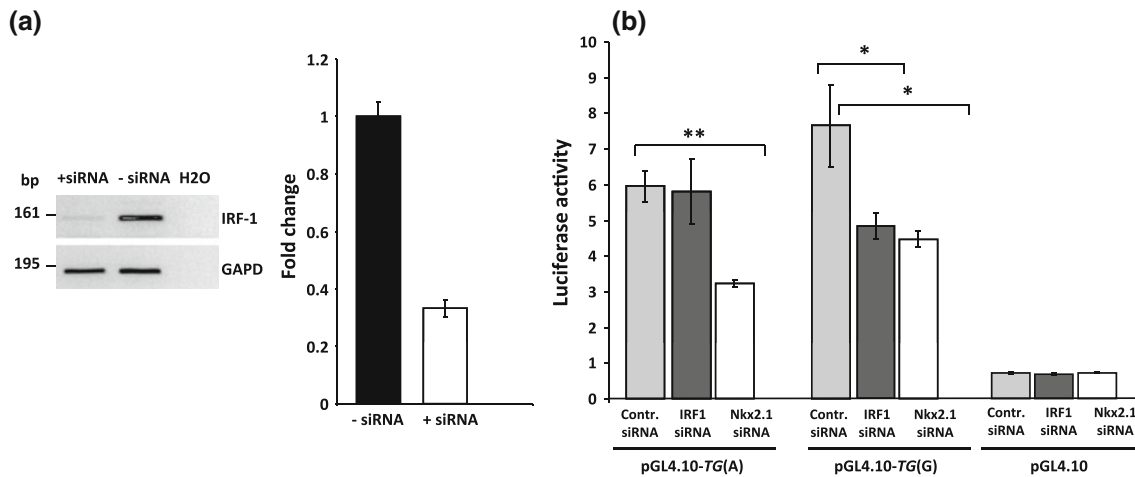 (a)
bp
+siRNA - siRNA H2O
161
IRF-1
195
GAPD
Fold change
1.2
1
0.8
0.6
0.4
0.2
0
- siRNA + siRNA
(b)
Luciferase activity
10
9
8
7
6
5
4
3
2
1
0
**
*
*
Contr. siRNA
IRF1 siRNA
Nkx2.1 siRNA
Contr. siRNA
IRF1 siRNA
Nkx2.1 siRNA
Contr. siRNA
IRF1 siRNA
Nkx2.1 siRNA
pGL4.10-TG(A)
pGL4.10-TG(G)
pGL4.10